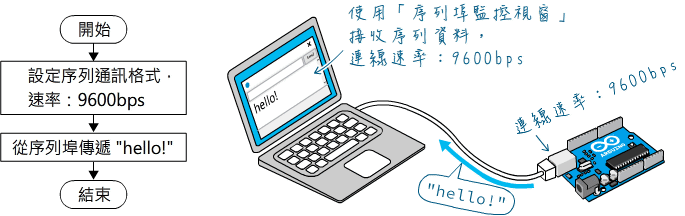 開始
設定序列通訊格式，
速率：9600bps
從序列埠傳遞 "hello!"
結束
使用「序列埠監控視窗」
接收序列資料，
連線速率：9600bps
hello!
連線速率：9600bps
"hello!"
ARDUINO